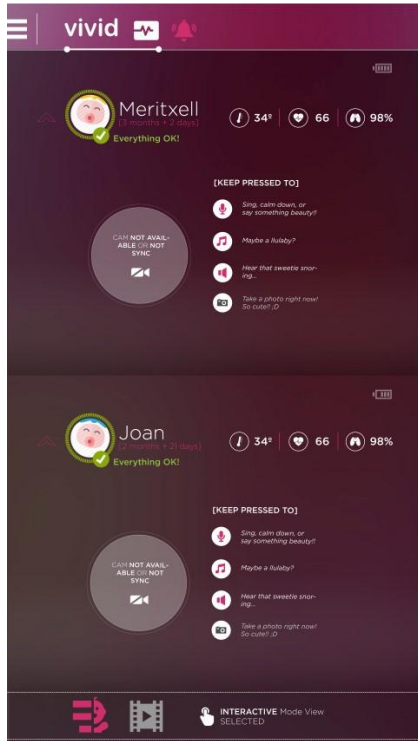 vivid
Meritxell
[3 months + 2 days]
Everything OK!
34º 66 98%
[KEEP PRESSED TO]
Sing, calm down, or
say something beauty!!
Maybe a llulaby?
Hear that sweetie snor-
ing...
Take a photo right now!
So cute!! ;D
CAM NOT AVAIL-
ABLE OR NOT
SYNC
Joan
[2 months + 21 days]
Everything OK!
34º 66 98%
[KEEP PRESSED TO]
Sing, calm down, or
say something beauty!!
Maybe a llulaby?
Hear that sweetie snor-
ing...
Take a photo right now!
So cute!! ;D
CAM NOT AVAIL-
ABLE OR NOT
SYNC
INTERACTIVE Mode View
SELECTED